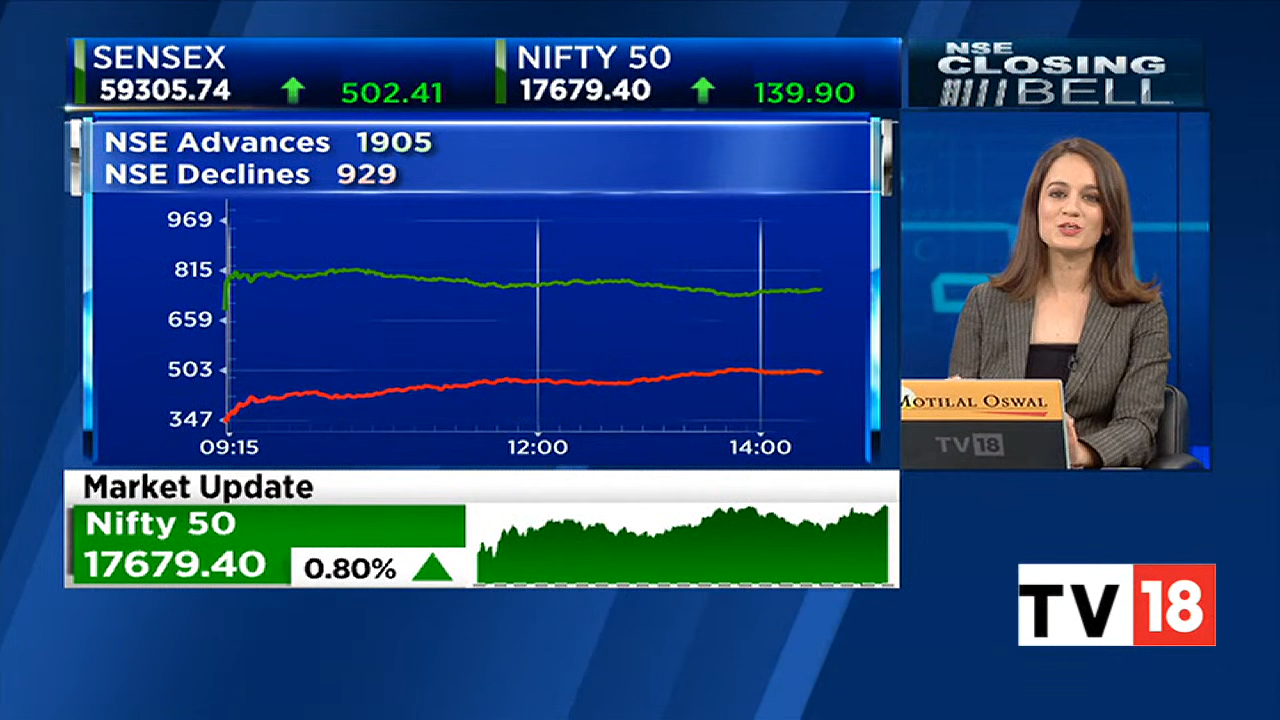 SENSEX
59305.74 502.41
NIFTY 50
17679.40 139.90
NSE
CLOSING
BELL
NSE Advances 1905
NSE Declines 929
969
815
659
503
347
09:15 12:00 14:00
MOTILAL OSWAL
TV18
Market Update
Nifty 50
17679.40 0.80%
TV18